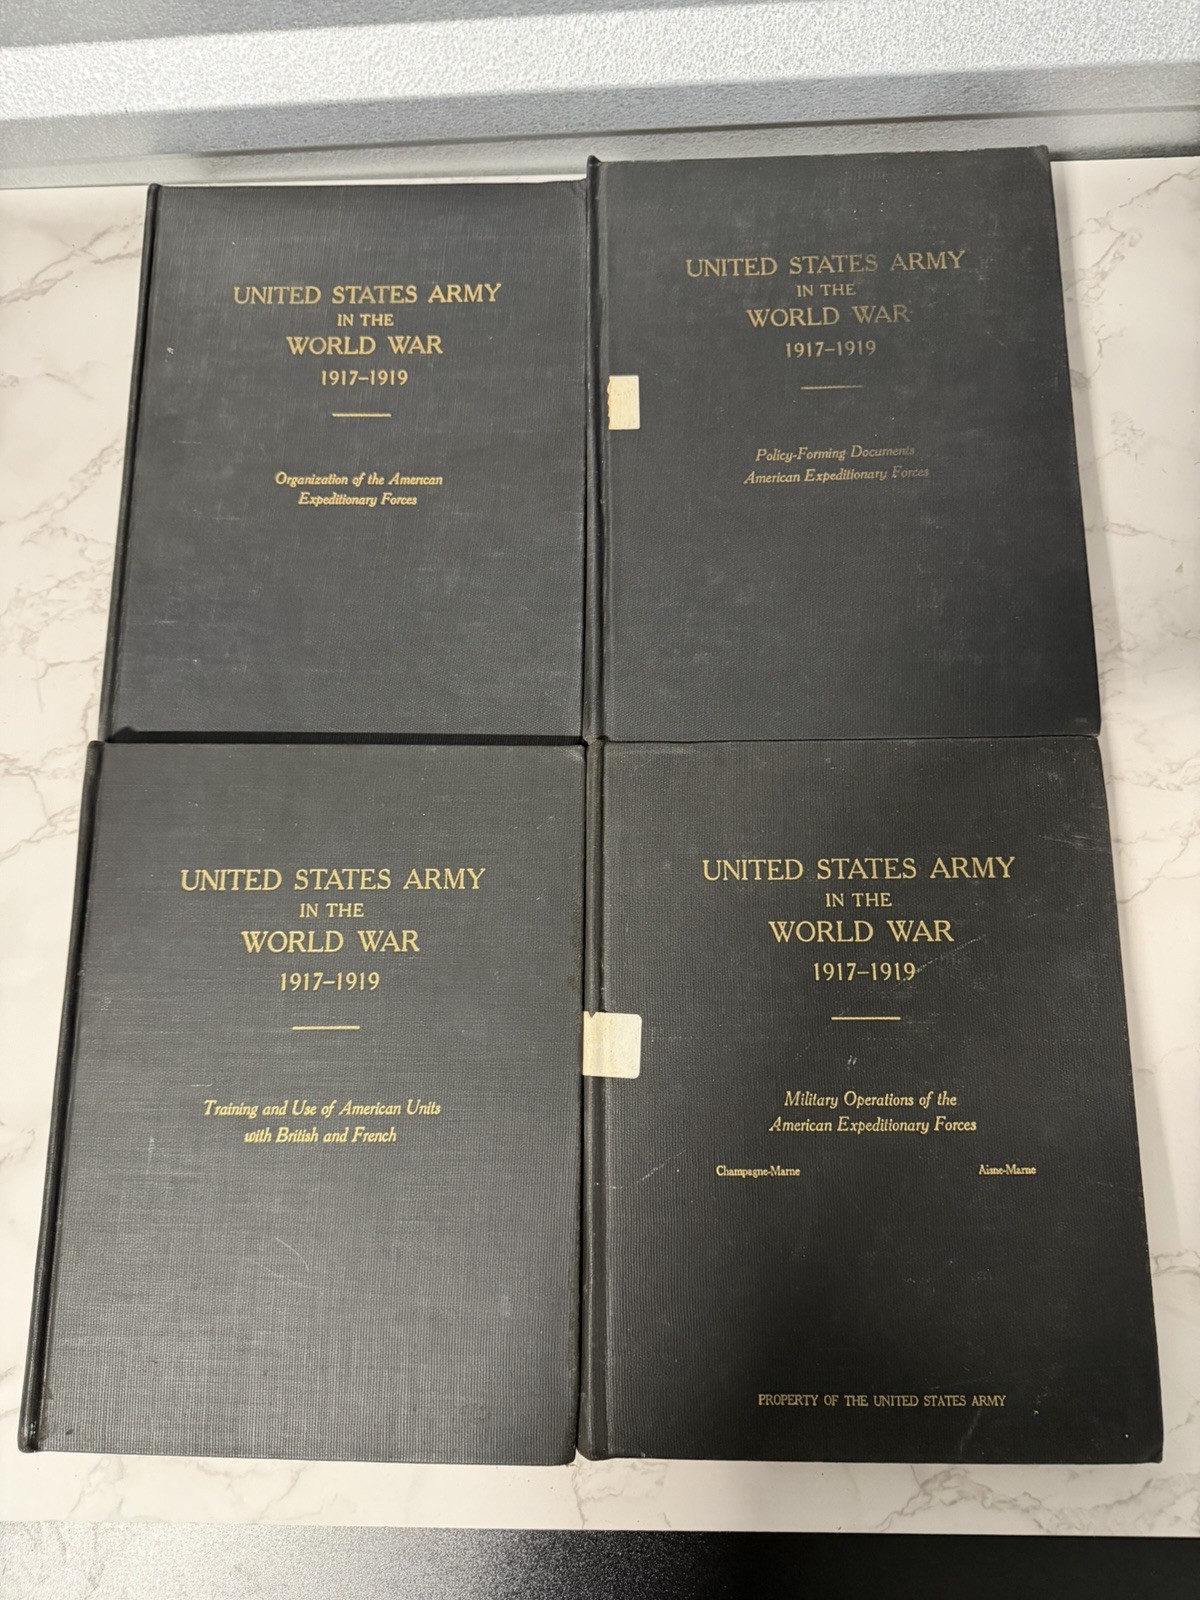 UNITED STATES ARMY
IN THE
WORLD WAR
1917–1919
Organization of the American
Expeditionary Forces
UNITED STATES ARMY
IN THE
WORLD WAR
1917–1919
Policy-Forming Documents
American Expeditionary Forces
UNITED STATES ARMY
IN THE
WORLD WAR
1917–1919
Training and Use of American Units
with British and French
UNITED STATES ARMY
IN THE
WORLD WAR
1917–1919
Military Operations of the
American Expeditionary Forces
Champagne-Marne Aisne-Marne
PROPERTY OF THE UNITED STATES ARMY